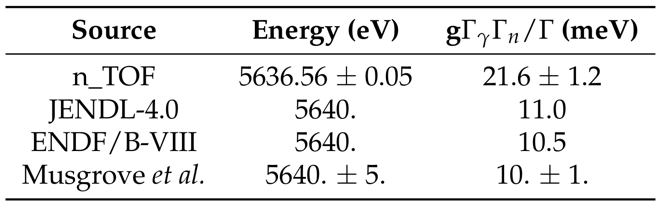 Source Energy (eV) gΓγΓn/Γ (meV)
n_TOF 5636.56 ± 0.05 21.6 ± 1.2
JENDL-4.0 5640. 11.0
ENDF/B-VIII 5640. 10.5
Musgrove et al. 5640. ± 5. 10. ± 1.